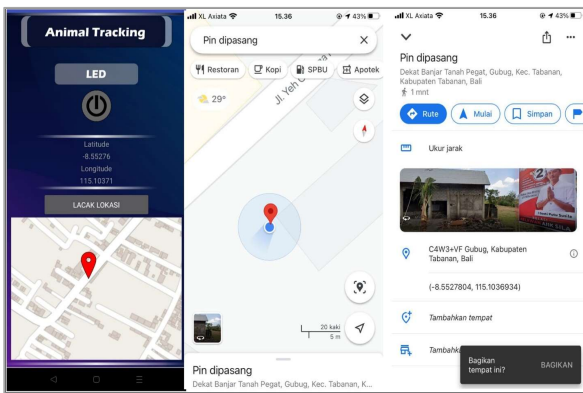 Animal Tracking
LED
Latitude
-8.55276
Longitude
115.10371
LACAK LOKASI
XL Axiata
15.36
43%
Pin dipasang
Restoran
Kopi
SPBU
Apotek
29°
20 kaki
5 m
Pin dipasang
Dekat Banjar Tanah Pegat, Gubug, Kec. Tabanan, K...
XL Axiata
15.36
43%
Pin dipasang
Dekat Banjar Tanah Pegat, Gubug, Kec. Tabanan,
Kabupaten Tabanan, Bali
1 mnt
Rute
Mulai
Simpan
Ukur jarak
2
C4W3+VF Gubug, Kabupaten
Tabanan, Bali
(-8.5527804, 115.1036934)
Tambahkan tempat
Bagikan
tempat ini?
BAGIKAN